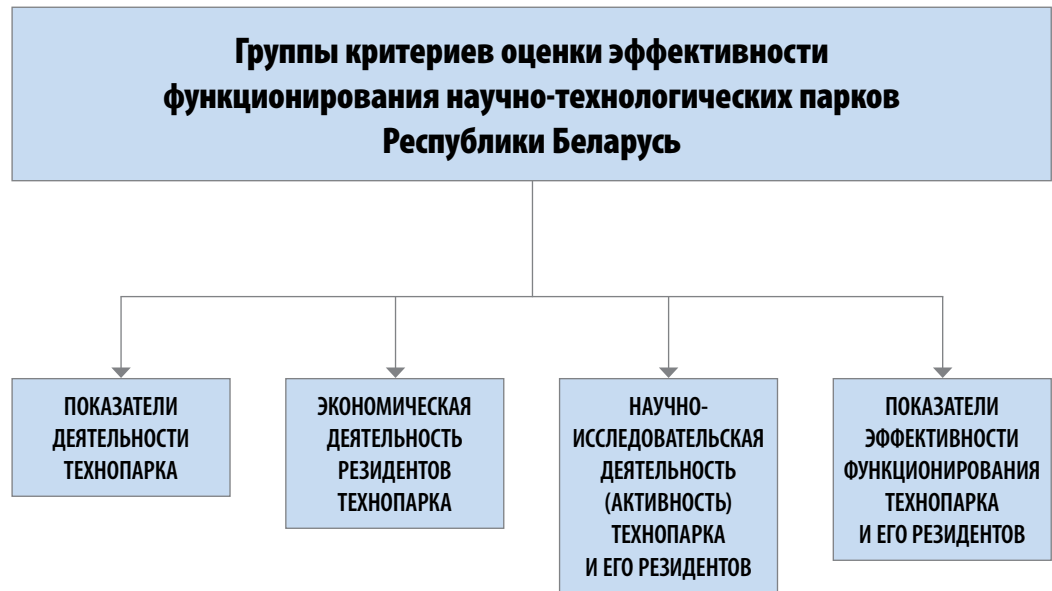 Группы критериев оценки эффективности
функционирования научно-технологических парков
Республики Беларусь
ПОКАЗАТЕЛИ
ДЕЯТЕЛЬНОСТИ
ТЕХНОПАРКА
ЭКОНОМИЧЕСКАЯ
ДЕЯТЕЛЬНОСТЬ
РЕЗИДЕНТОВ
ТЕХНОПАРКА
НАУЧНО-
ИССЛЕДОВАТЕЛЬСКАЯ
ДЕЯТЕЛЬНОСТЬ
(АКТИВНОСТЬ)
ТЕХНОПАРКА
И ЕГО РЕЗИДЕНТОВ
ПОКАЗАТЕЛИ
ЭФФЕКТИВНОСТИ
ФУНКЦИОНИРОВАНИЯ
ТЕХНОПАРКА
И ЕГО РЕЗИДЕНТОВ